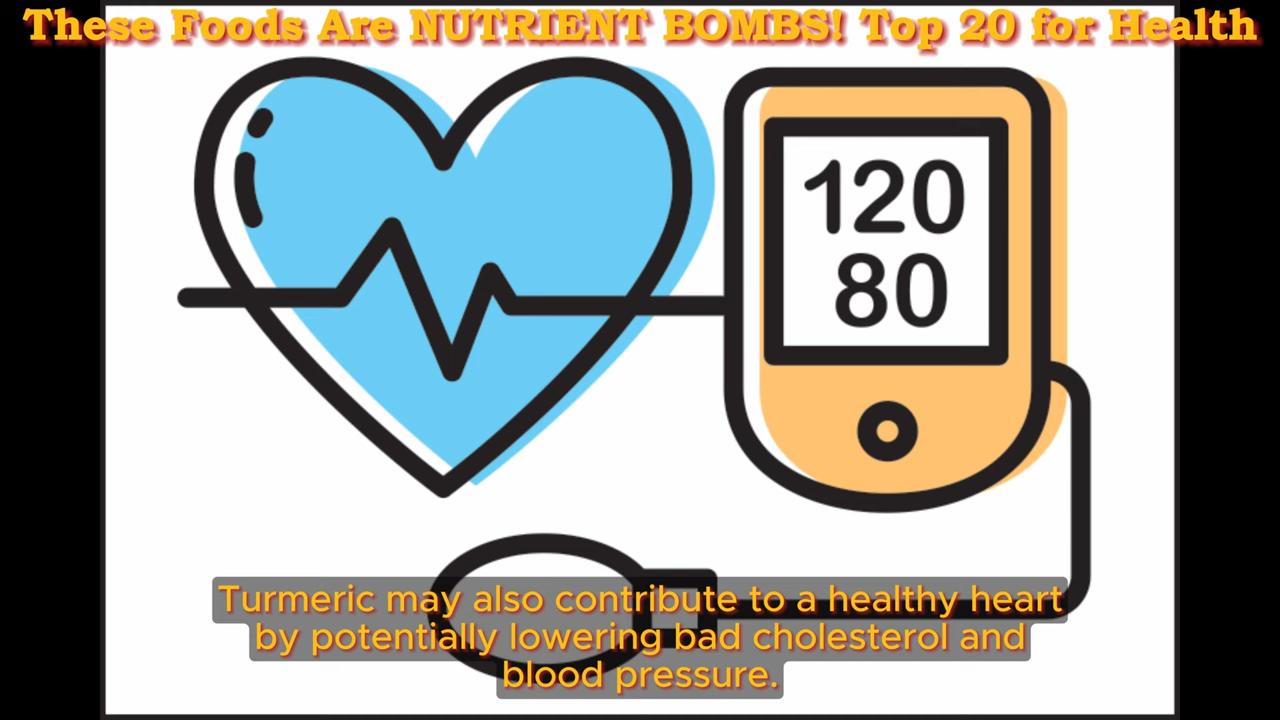 These Foods Are NUTRIENT BOMBS! Top 20 for Health
120
80
Turmeric may also contribute to a healthy heart
by potentially lowering bad cholesterol and
blood pressure.